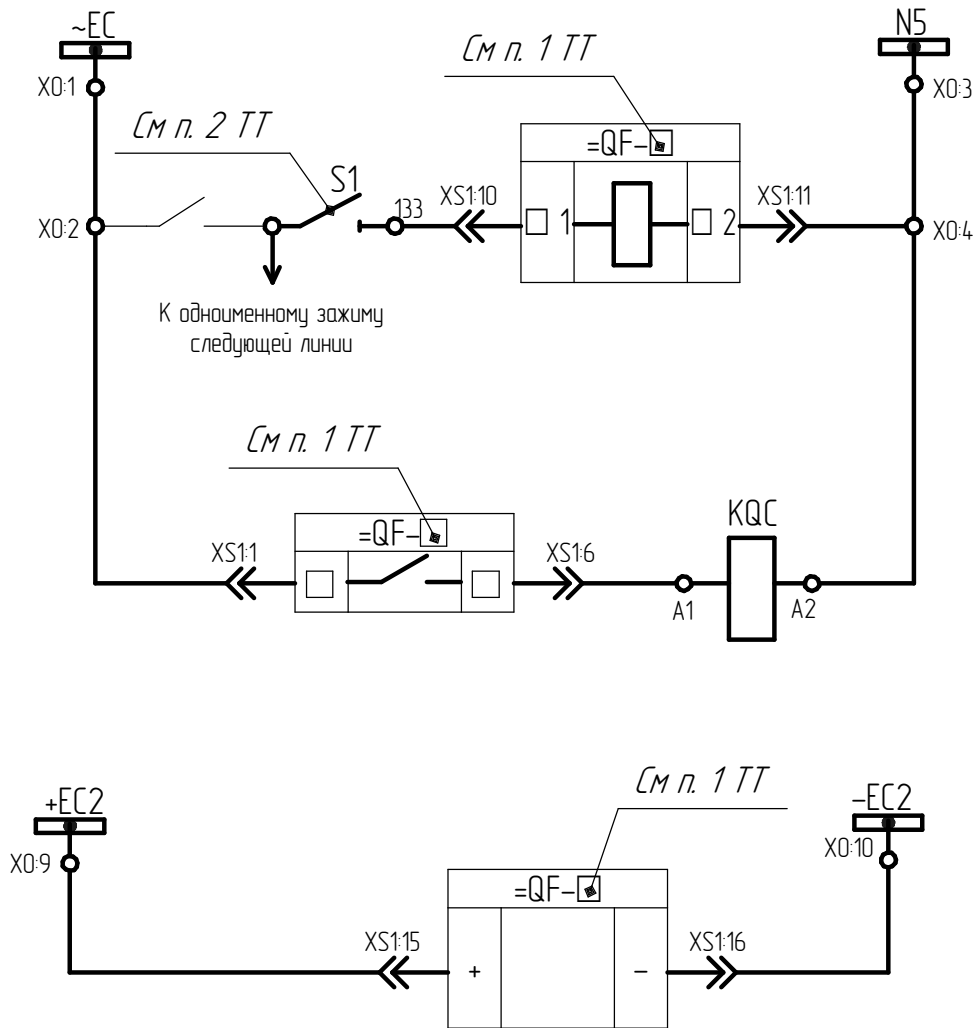 ~EC
N5
См п. 1 ТТ
X0:1
X0:3
См п. 2 ТТ
=QF-
S1
XS1:10
XS1:11
133
X0:2
1
2
X0:4
К одноименному зажиму
следующей линии
См п. 1 ТТ
KQC
=QF-
XS1:1
XS1:6
A1
A2
См п. 1 ТТ
+EC2
-EC2
X0:9
X0:10
=QF-
XS1:15
XS1:16
+
-